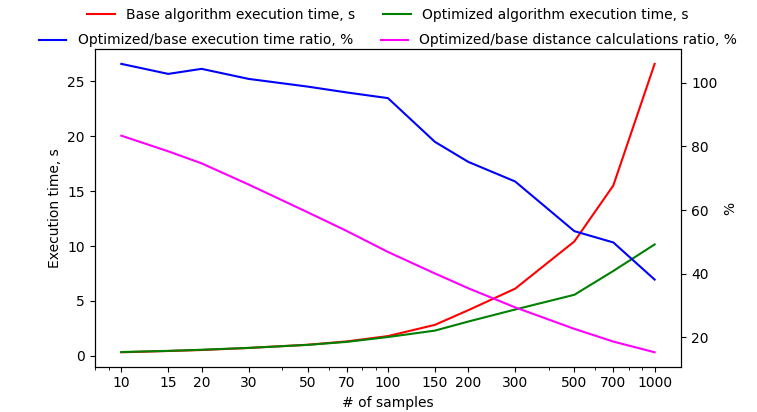 Base algorithm execution time, s Optimized algorithm execution time, s
Optimized/base execution time ratio, % Optimized/base distance calculations ratio, %
25
20
15
10
5
0
Execution time, s
100
80
60
40
20
%
10 15 20 30 50 70 100 150 200 300 500 700 1000
# of samples